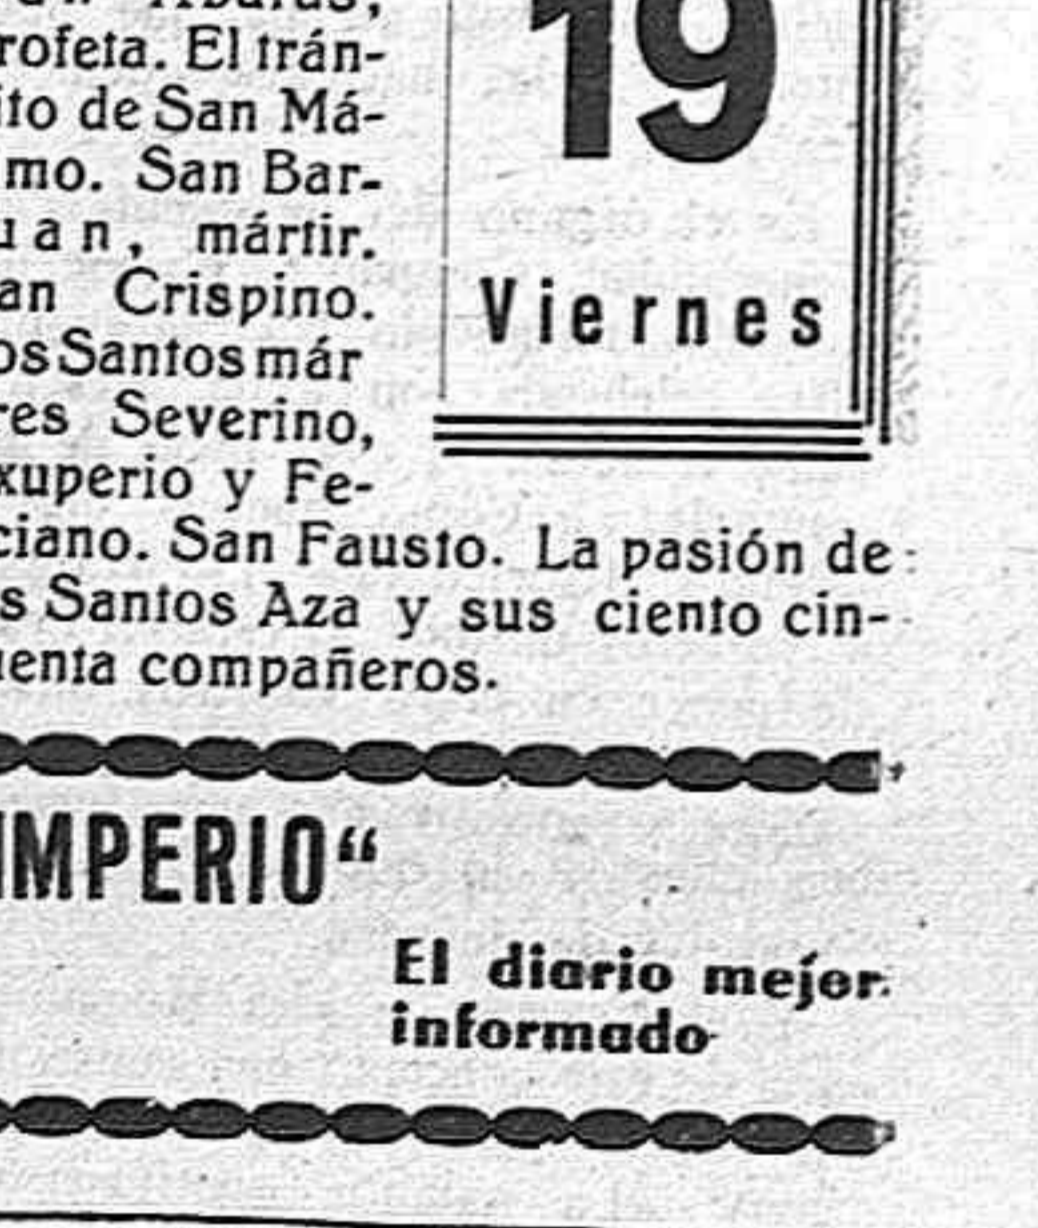 rofeta. El trán-
ito de San Má-
mo. San Bar-
uan, mártir.
an Crispino.
os Santos már
res Severino,
xuperio y Fe-
ciano. San Fausto. La pasión de
s Santos Aza y sus ciento cin-
uenta compañeros.
19
Viernes
IMPERIO“
El diario mejor
informado